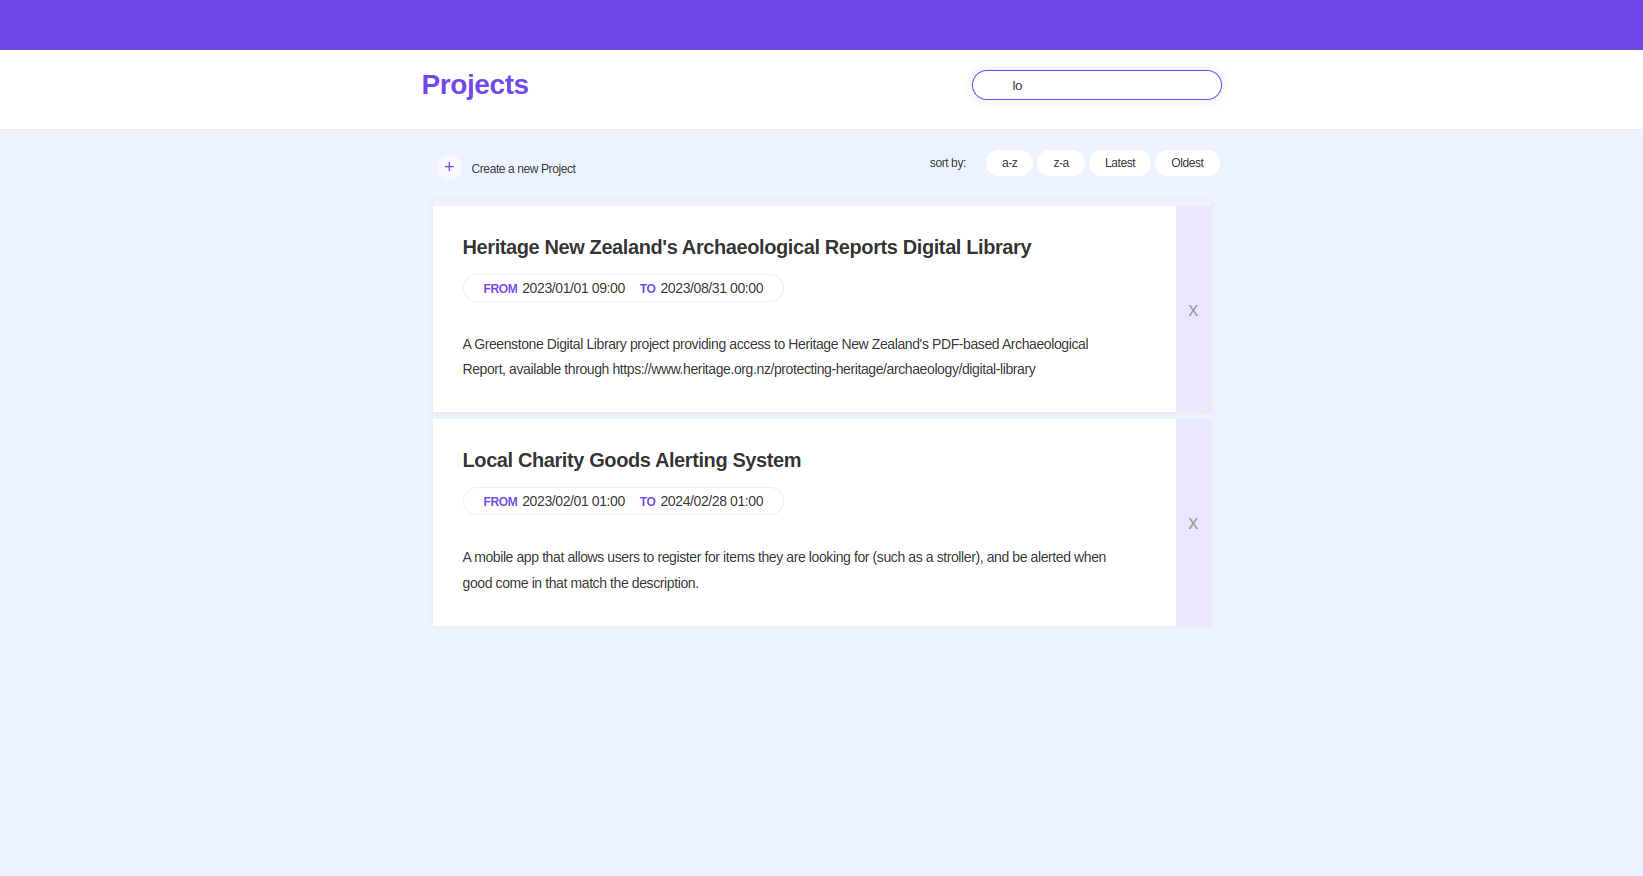 Projects
lo
+ Create a new Project
sort by: a-z z-a Latest Oldest
Heritage New Zealand's Archaeological Reports Digital Library
FROM 2023/01/01 09:00 TO 2023/08/31 00:00
X
A Greenstone Digital Library project providing access to Heritage New Zealand's PDF-based Archaeological
Report, available through https://www.heritage.org.nz/protecting-heritage/archaeology/digital-library
Local Charity Goods Alerting System
FROM 2023/02/01 01:00 TO 2024/02/28 01:00
X
A mobile app that allows users to register for items they are looking for (such as a stroller), and be alerted when
good come in that match the description.